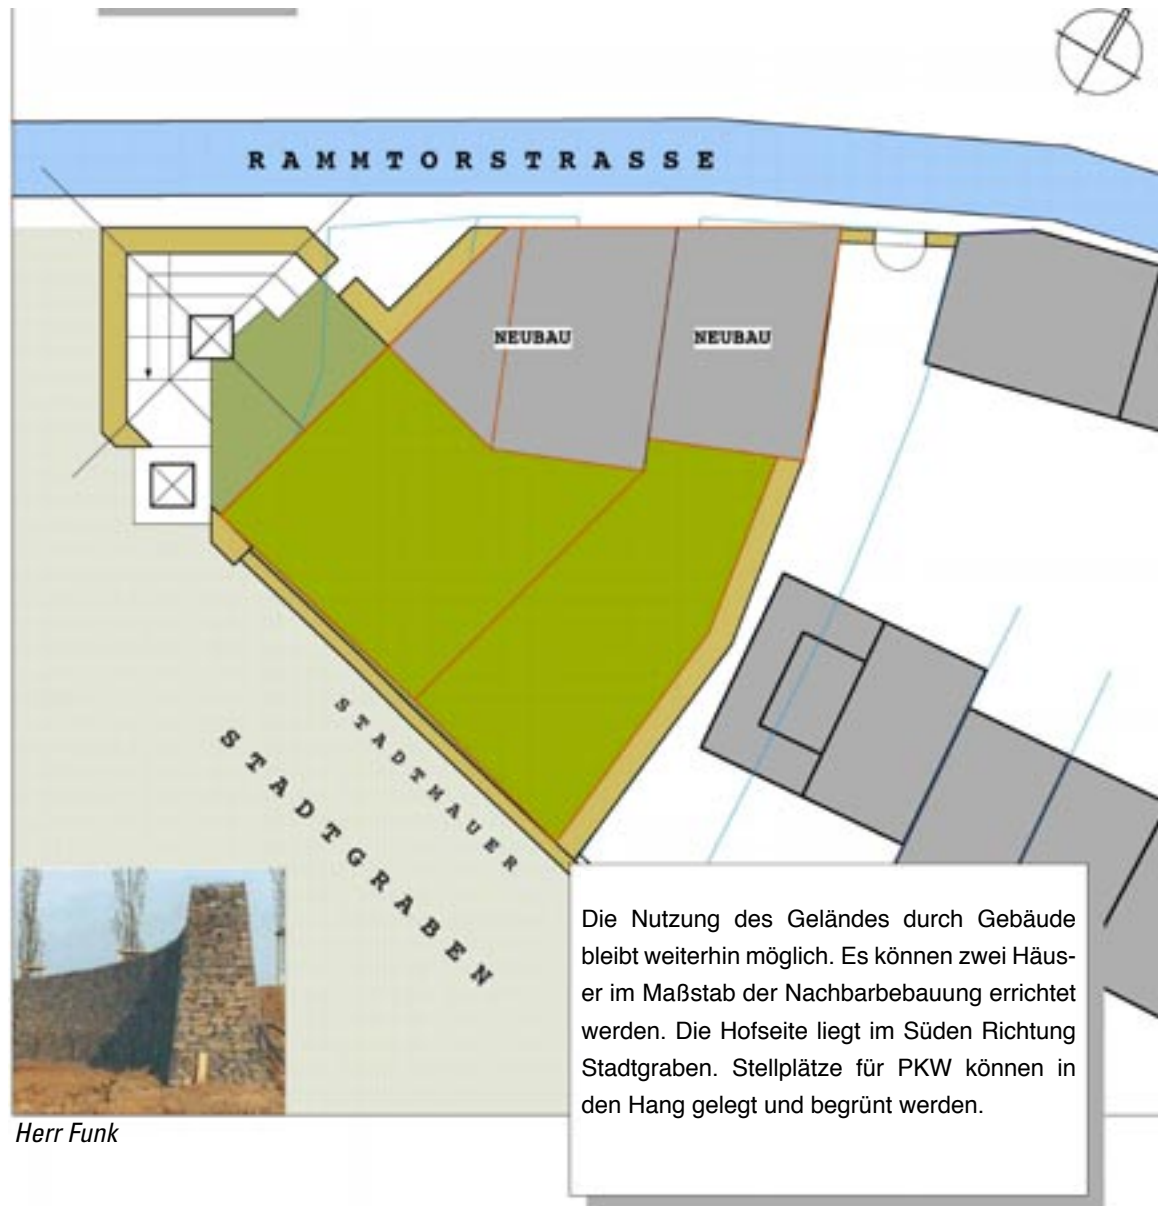 RAMMTORSTRASSE
NEUBAU
NEUBAU
STADTMAUER
STADTGRABEN
Die Nutzung des Geländes durch Gebäude
bleibt weiterhin möglich. Es können zwei Häus-
er im Maßstab der Nachbarbebauung errichtet
werden. Die Hofseite liegt im Süden Richtung
Stadtgraben. Stellplätze für PKW können in
den Hang gelegt und begrünt werden.
Herr Funk